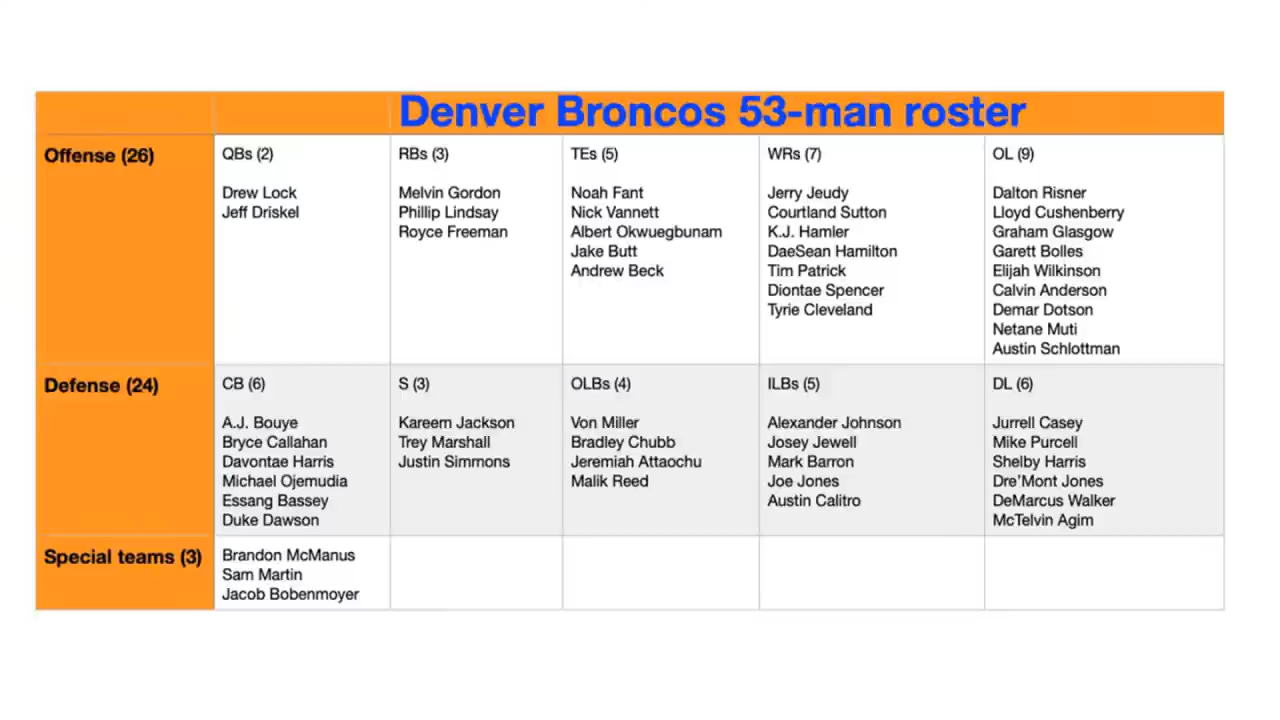 Denver Broncos 53-man roster
Offense (26)
QBs (2)
Drew Lock
Jeff Driskel
RBs (3)
Melvin Gordon
Phillip Lindsay
Royce Freeman
TEs (5)
Noah Fant
Nick Vannett
Albert Okwuegbunam
Jake Butt
Andrew Beck
WRs (7)
Jerry Jeudy
Courtland Sutton
K.J. Hamler
DaeSean Hamilton
Tim Patrick
Diontae Spencer
Tyrie Cleveland
OL (9)
Dalton Risner
Lloyd Cushenberry
Graham Glasgow
Garett Bolles
Elijah Wilkinson
Calvin Anderson
Demar Dotson
Netane Muti
Austin Schlottman
Defense (24)
CB (6)
A.J. Bouye
Bryce Callahan
Davontae Harris
Michael Ojemudia
Essang Bassey
Duke Dawson
S (3)
Kareem Jackson
Trey Marshall
Justin Simmons
OLBs (4)
Von Miller
Bradley Chubb
Jeremiah Attaochu
Malik Reed
ILBs (5)
Alexander Johnson
Josey Jewell
Mark Barron
Joe Jones
Austin Calitro
DL (6)
Jurrell Casey
Mike Purcell
Shelby Harris
Dre'Mont Jones
DeMarcus Walker
McTelvin Agim
Special teams (3)
Brandon McManus
Sam Martin
Jacob Bobenmoyer